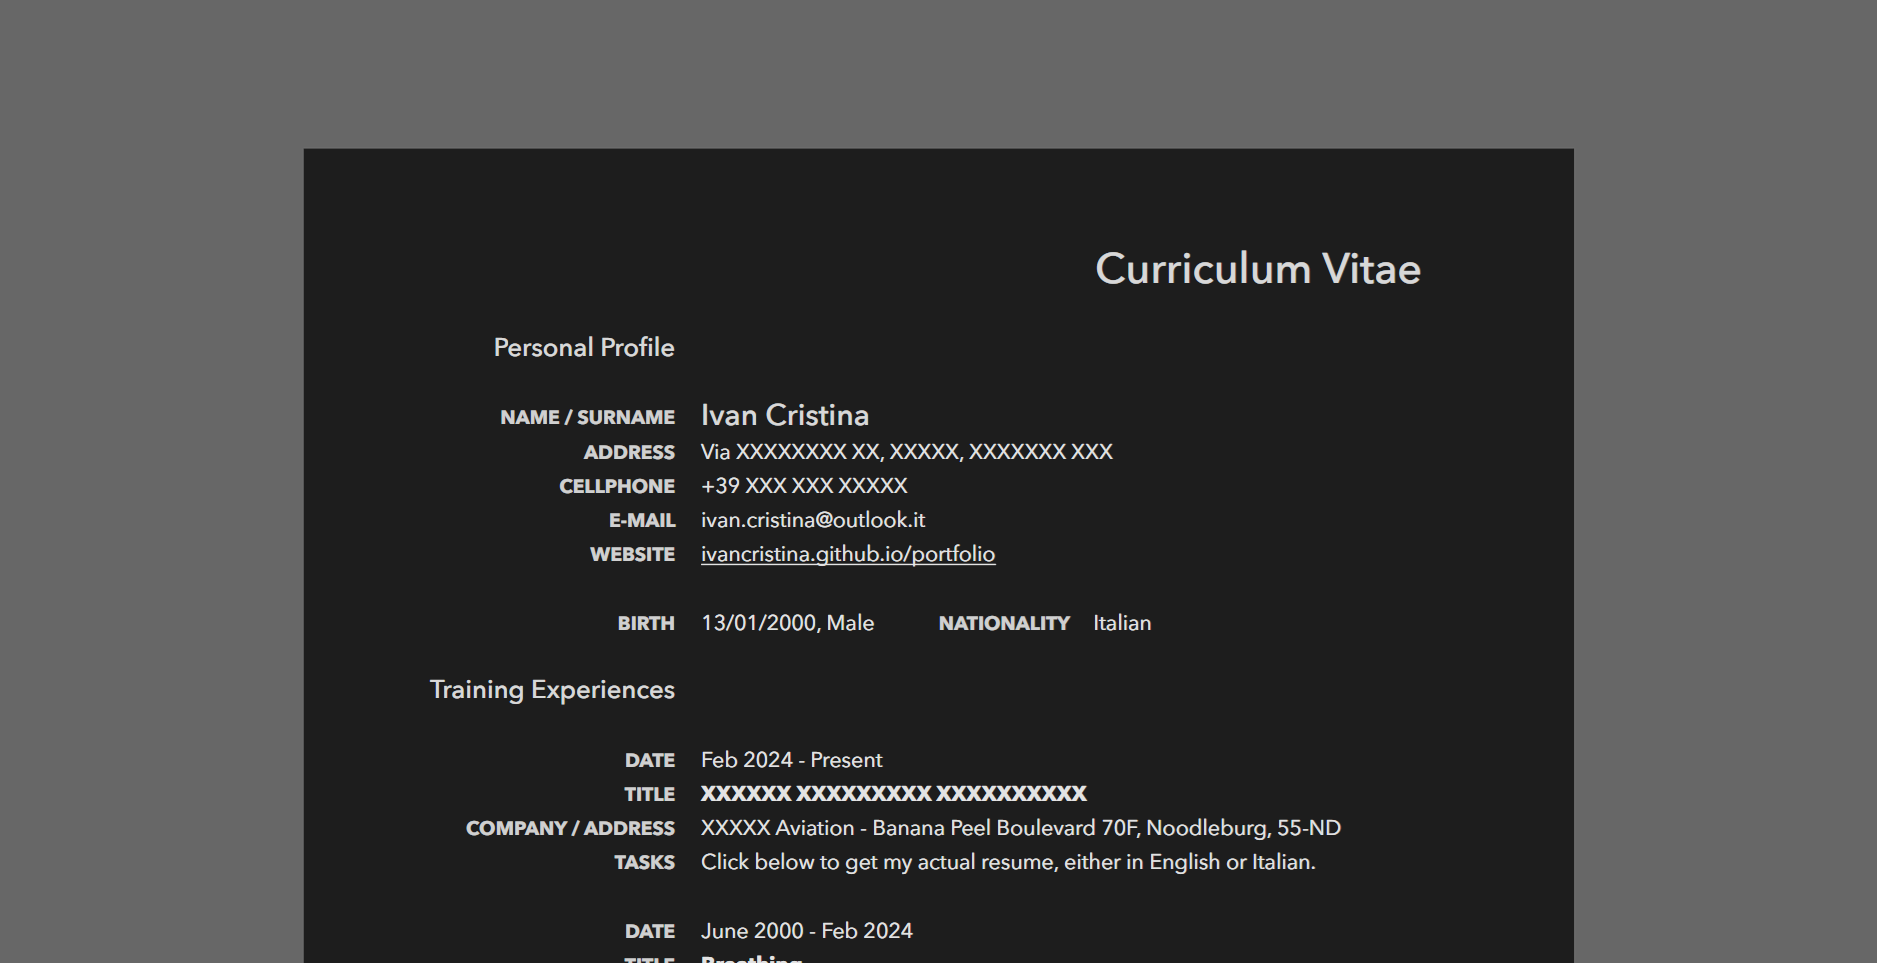 Curriculum Vitae
Personal Profile
NAME / SURNAME Ivan Cristina
ADDRESS Via XXXXXXXX XX, XXXXX, XXXXXXX XXX
CELLPHONE +39 XXX XXX XXXXX
E-MAIL ivan.cristina@outlook.it
WEBSITE ivancristina.github.io/portfolio
BIRTH 13/01/2000, Male NATIONALITY Italian
Training Experiences
DATE Feb 2024 - Present
TITLE XXXXXX XXXXXXXXX XXXXXXXXXX
COMPANY / ADDRESS XXXXX Aviation - Banana Peel Boulevard 70F, Noodleburg, 55-ND
TASKS Click below to get my actual resume, either in English or Italian.
DATE June 2000 - Feb 2024
TITLE Breathing